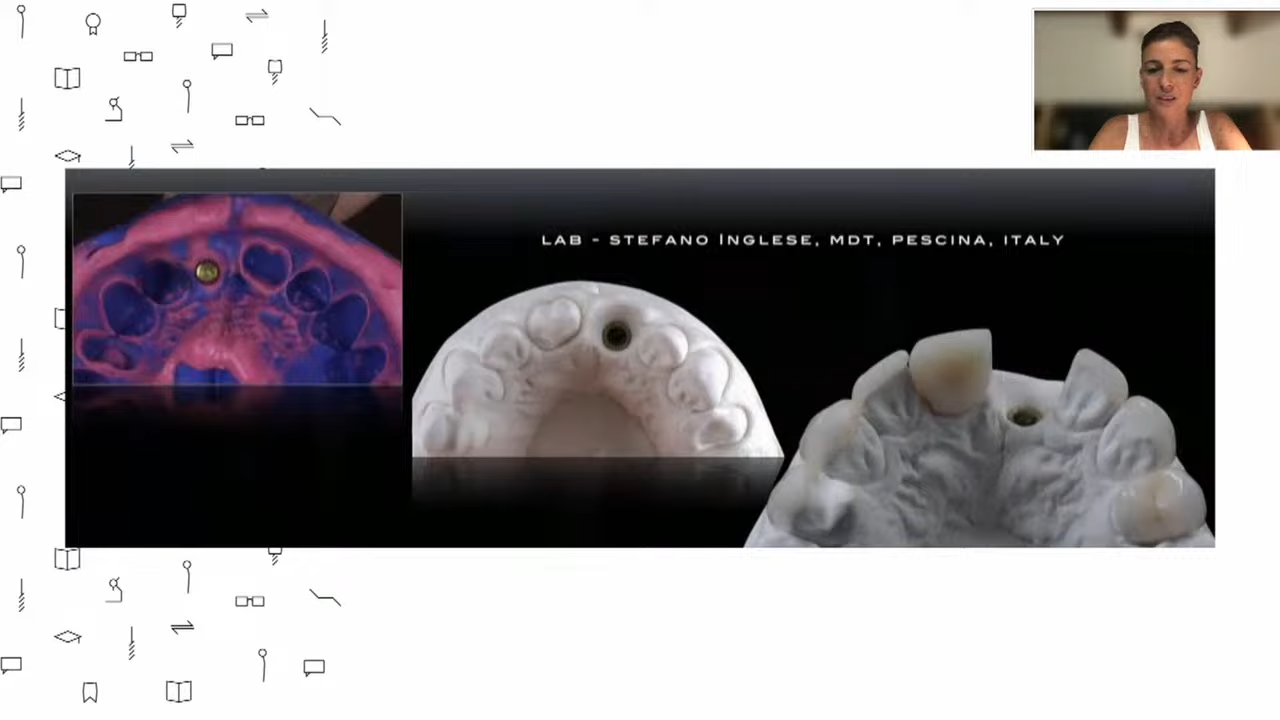 LAB - STEFANO INGLESE, MDT, PESCINA, ITALY